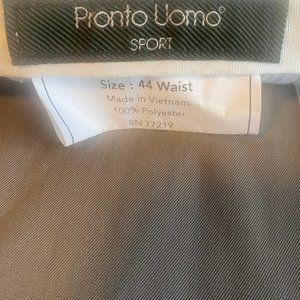 Pronto Uomo®
SPORT
Size : 44 Waist
Made in Vietnam
100% Polyester
RN 77219